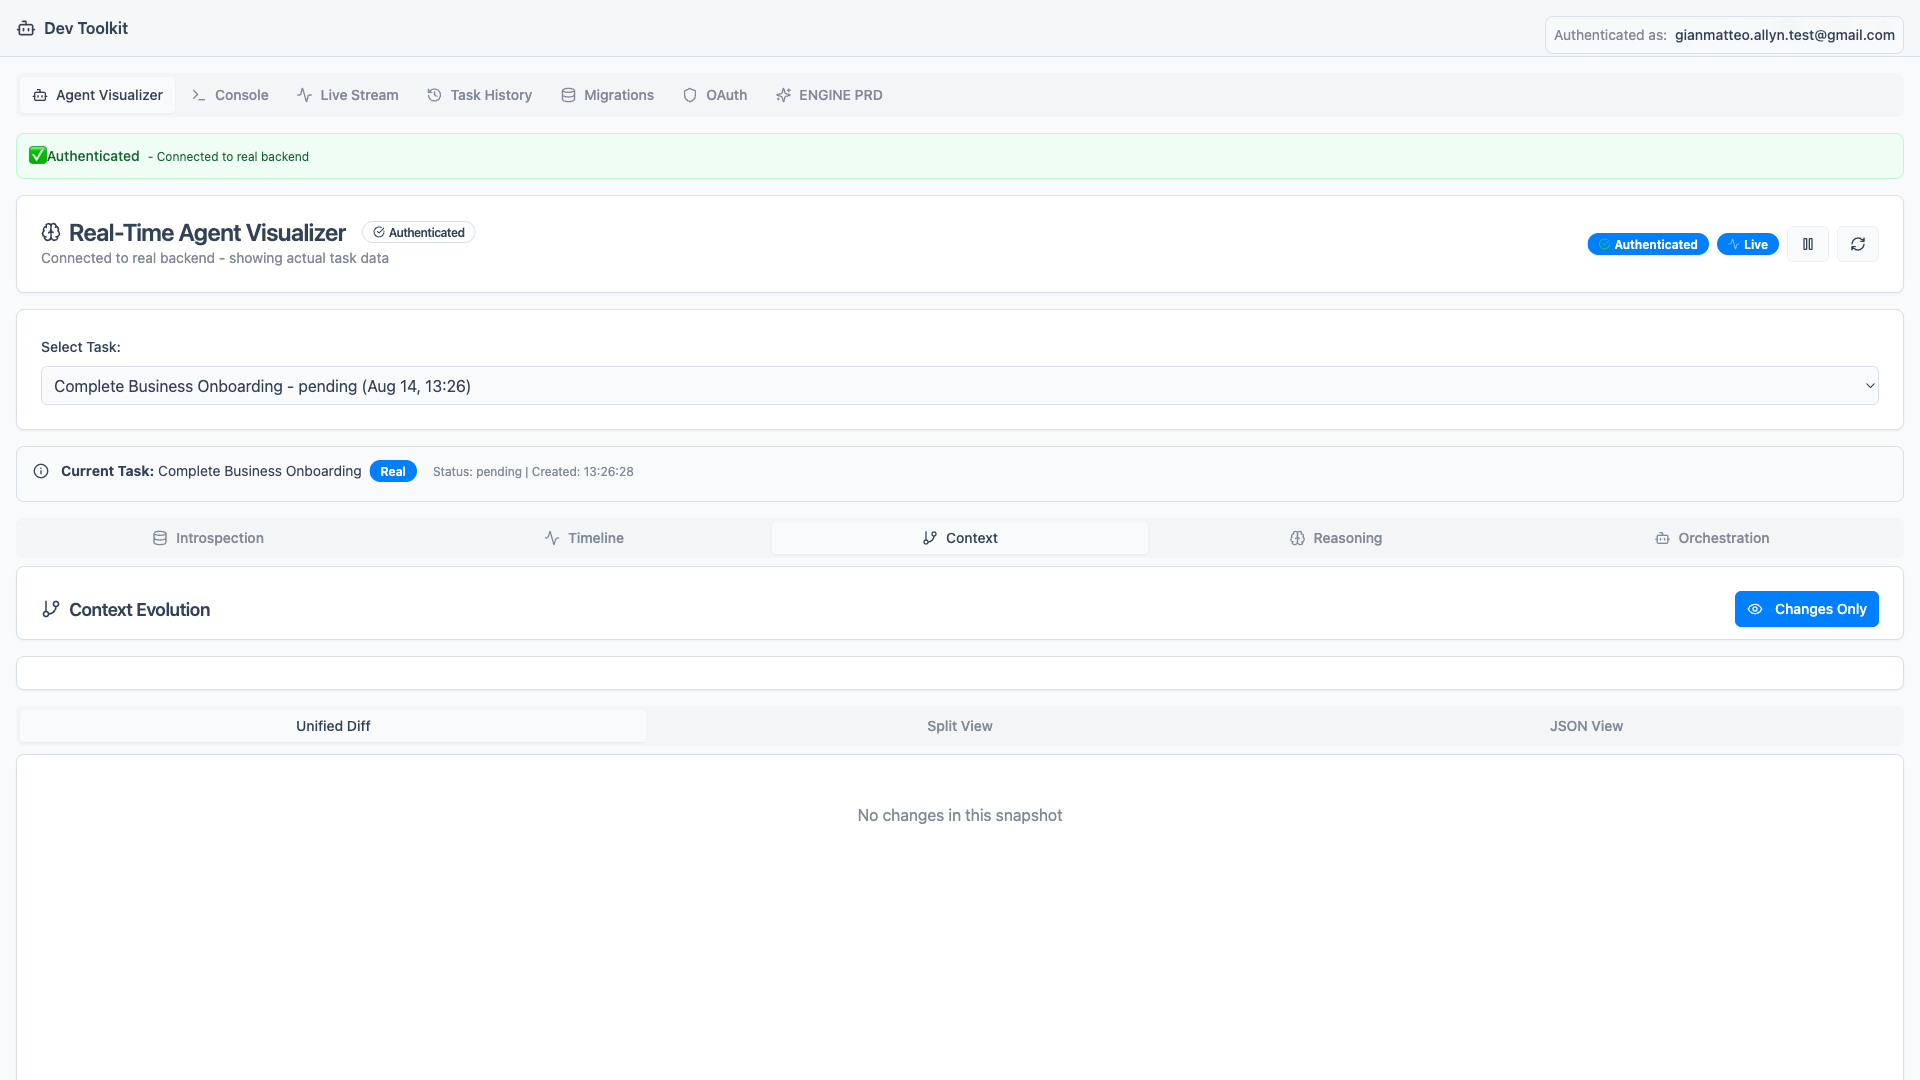 Dev Toolkit
Authenticated as: gianmatteo.allyn.test@gmail.com
Agent Visualizer
Console
Live Stream
Task History
Migrations
OAuth
ENGINE PRD
✅Authenticated - Connected to real backend
Real-Time Agent Visualizer
Authenticated
Connected to real backend - showing actual task data
Authenticated
Live
Select Task:
Complete Business Onboarding - pending (Aug 14, 13:26)
Current Task: Complete Business Onboarding Real Status: pending | Created: 13:26:28
Introspection
Timeline
Context
Reasoning
Orchestration
Context Evolution
Changes Only
Unified Diff
Split View
JSON View
No changes in this snapshot